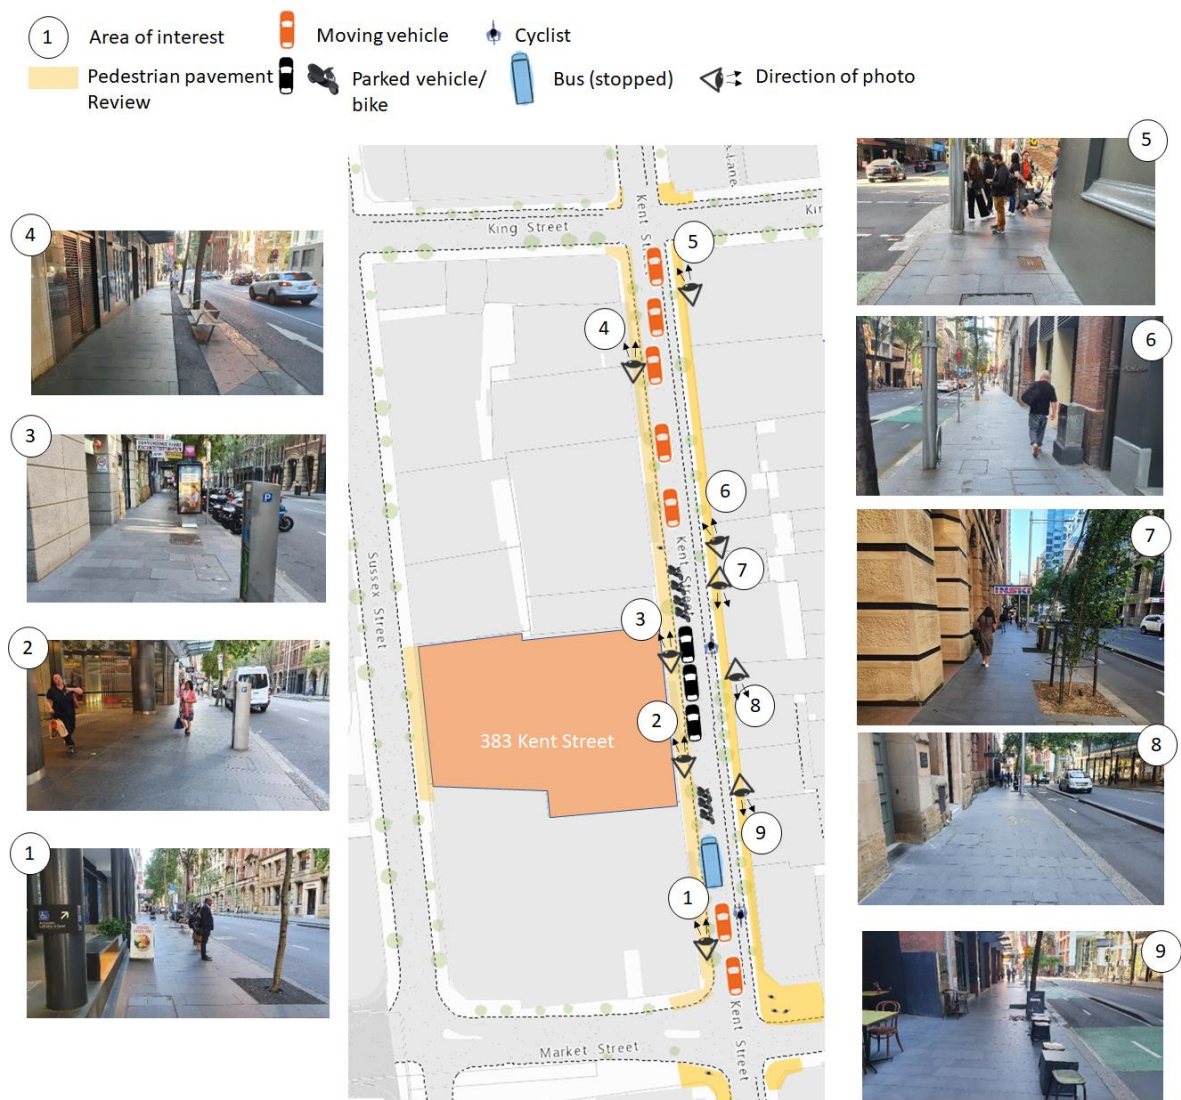 1 Area of interest
Moving vehicle
Cyclist
Pedestrian pavement
Review
Parked vehicle/
bike
Bus (stopped)
Direction of photo
4
3
P
2
1
King Street
Kent St
Lane
Kin
5
4
6
Kent Street
7
Sussex Street
3
8
2
383 Kent Street
9
1
Kent Street
Market Street
5
6
7
8
9